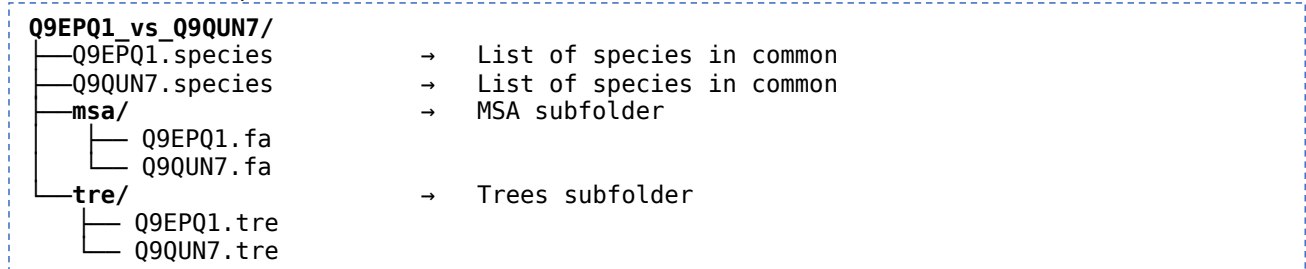 Q9EPQ1_vs_Q9QUN7/
├──Q9EPQ1.species → List of species in common
├──Q9QUN7.species → List of species in common
├──msa/ → MSA subfolder
│   ├── Q9EPQ1.fa
│   └── Q9QUN7.fa
└──tre/ → Trees subfolder
    ├── Q9EPQ1.tre
    └── Q9QUN7.tre